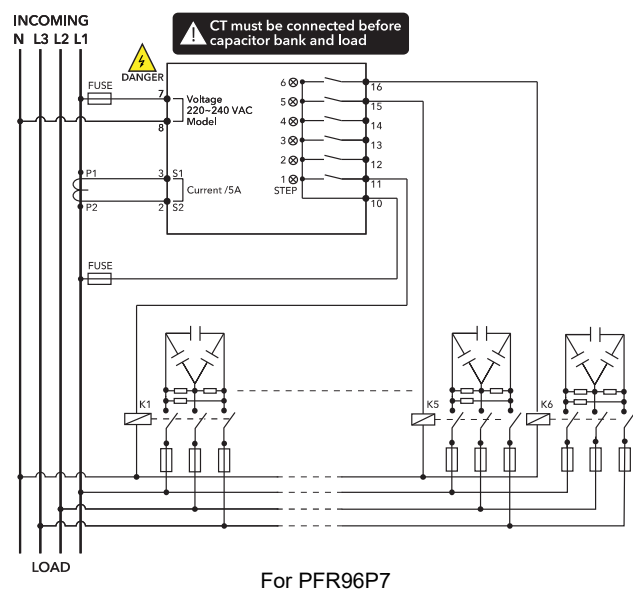 INCOMING
N L3 L2 L1
CT must be connected before
capacitor bank and load
DANGER
FUSE
7
Voltage
220~240 VAC
Model
8
P1
3 S1
Current /5A
P2
2 S2
6
5
4
3
2
1
STEP
16
15
14
13
12
11
10
FUSE
K1
K5
K6
LOAD
For PFR96P7